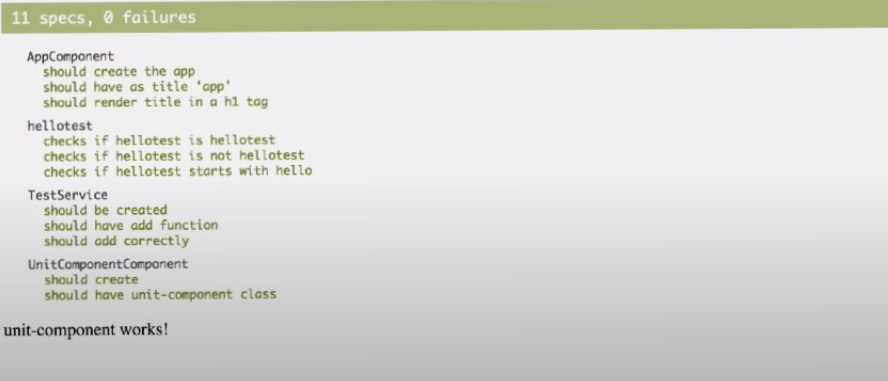 11 specs, 0 failures
AppComponent
should create the app
should have as title 'app'
should render title in a h1 tag
hellotest
checks if hellotest is hellotest
checks if hellotest is not hellotest
checks if hellotest starts with hello
TestService
should be created
should have add function
should add correctly
UnitComponentComponent
should create
should have unit-component class
unit-component works!